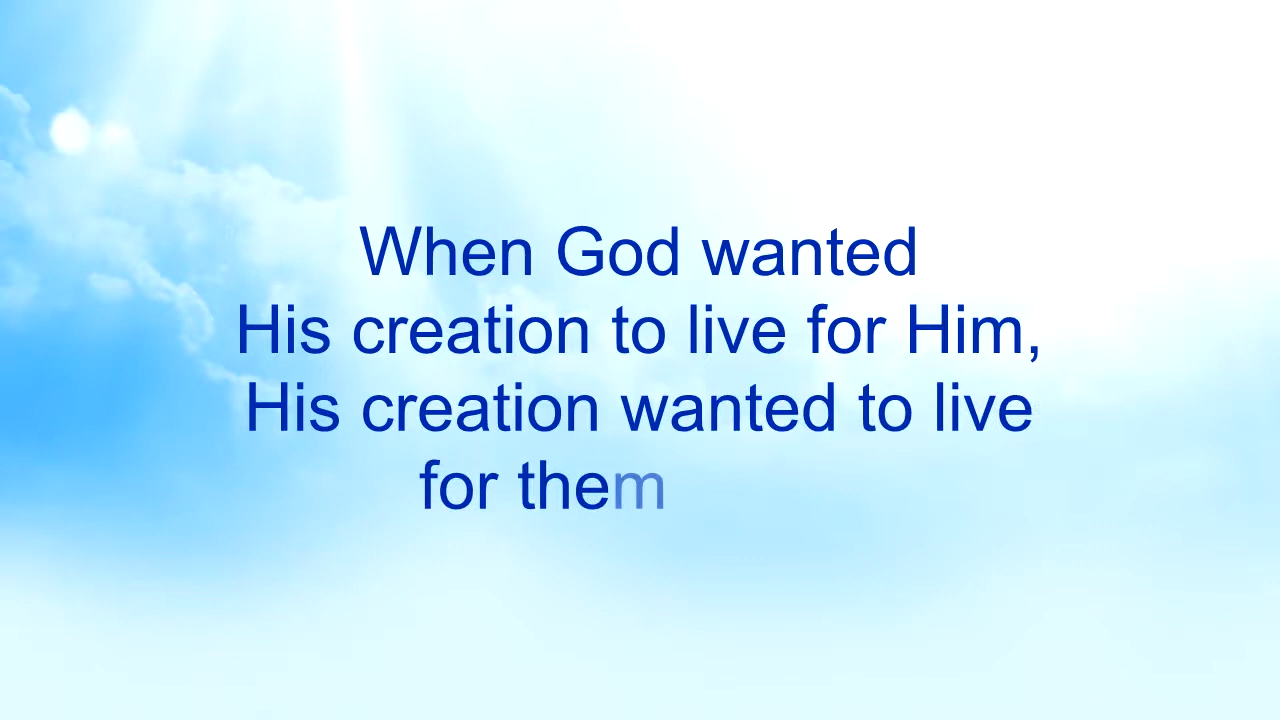 When God wanted
His creation to live for Him,
His creation wanted to live
for them